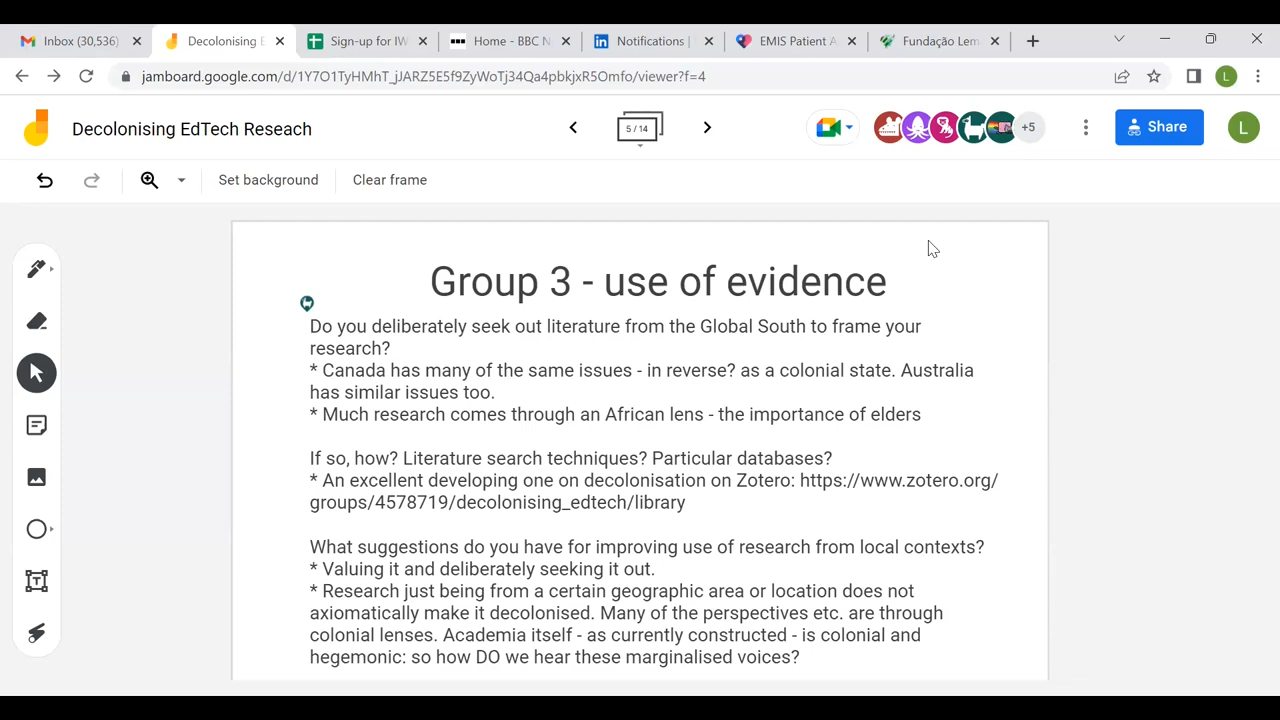 Inbox (30,536)
Decolonising E
Sign-up for IW
Home - BBC N
Notifications |
EMIS Patient A
Fundação Lem
jamboard.google.com/d/1Y7O1TyHMhT_jJARZ5E5f9ZyWoTj34Qa4pbkjxR5Omfo/viewer?f=4
L
Decolonising EdTech Reseach
5 / 14
+5
Share
L
Set background
Clear frame
Group 3 - use of evidence
Do you deliberately seek out literature from the Global South to frame your
research?
* Canada has many of the same issues - in reverse? as a colonial state. Australia
has similar issues too.
* Much research comes through an African lens - the importance of elders
If so, how? Literature search techniques? Particular databases?
* An excellent developing one on decolonisation on Zotero: https://www.zotero.org/
groups/4578719/decolonising_edtech/library
What suggestions do you have for improving use of research from local contexts?
* Valuing it and deliberately seeking it out.
* Research just being from a certain geographic area or location does not
axiomatically make it decolonised. Many of the perspectives etc. are through
colonial lenses. Academia itself - as currently constructed - is colonial and
hegemonic: so how DO we hear these marginalised voices?